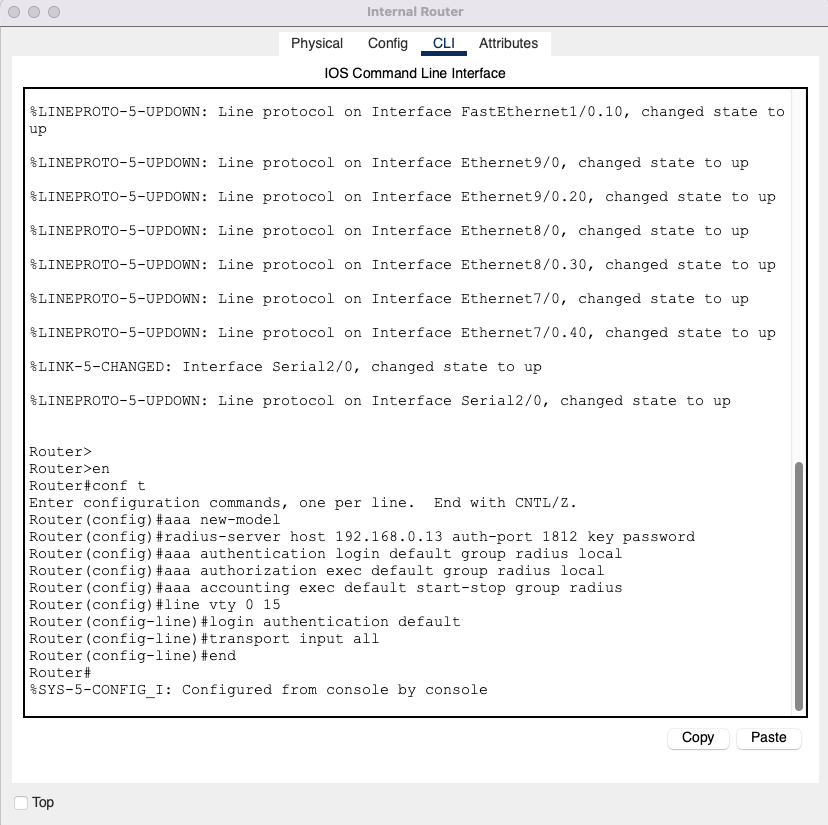 Internal Router
Physical Config CLI Attributes
IOS Command Line Interface
%LINEPROTO-5-UPDOWN: Line protocol on Interface FastEthernet1/0.10, changed state to
up
%LINEPROTO-5-UPDOWN: Line protocol on Interface Ethernet9/0, changed state to up
%LINEPROTO-5-UPDOWN: Line protocol on Interface Ethernet9/0.20, changed state to up
%LINEPROTO-5-UPDOWN: Line protocol on Interface Ethernet8/0, changed state to up
%LINEPROTO-5-UPDOWN: Line protocol on Interface Ethernet8/0.30, changed state to up
%LINEPROTO-5-UPDOWN: Line protocol on Interface Ethernet7/0, changed state to up
%LINEPROTO-5-UPDOWN: Line protocol on Interface Ethernet7/0.40, changed state to up
%LINK-5-CHANGED: Interface Serial2/0, changed state to up
%LINEPROTO-5-UPDOWN: Line protocol on Interface Serial2/0, changed state to up
Router>
Router>en
Router#conf t
Enter configuration commands, one per line.  End with CNTL/Z.
Router(config)#aaa new-model
Router(config)#radius-server host 192.168.0.13 auth-port 1812 key password
Router(config)#aaa authentication login default group radius local
Router(config)#aaa authorization exec default group radius local
Router(config)#aaa accounting exec default start-stop group radius
Router(config)#line vty 0 15
Router(config-line)#login authentication default
Router(config-line)#transport input all
Router(config-line)#end
Router#
%SYS-5-CONFIG_I: Configured from console by console
Copy Paste
Top